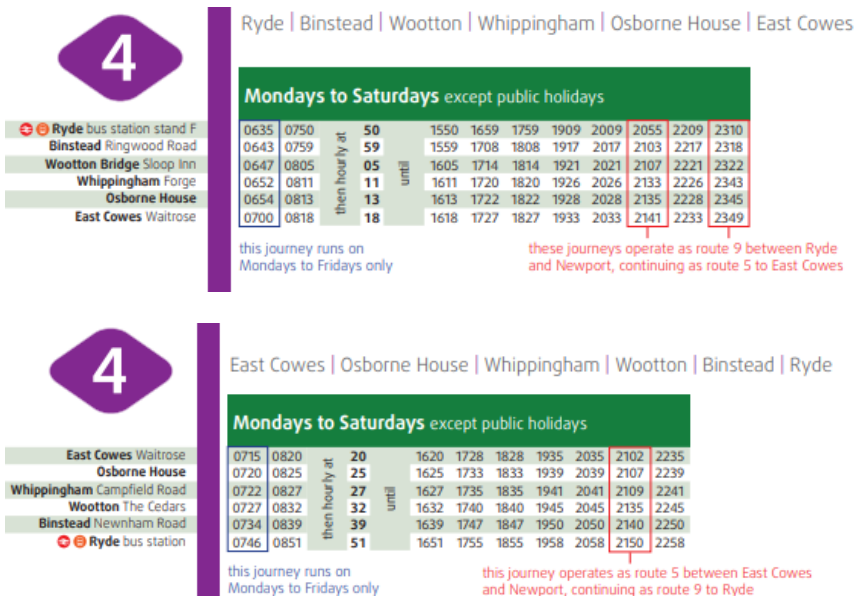 4
Ryde | Binstead | Wootton | Whippingham | Osborne House | East Cowes
Mondays to Saturdays except public holidays
Ryde bus station stand F 0635 0750 then hourly at 50 until 1550 1659 1759 1909 2009 2055 2209 2310
Binstead Ringwood Road 0643 0759 59 1559 1708 1808 1917 2017 2103 2217 2318
Wootton Bridge Sloop Inn 0647 0805 05 1605 1714 1814 1921 2021 2107 2221 2322
Whippingham Forge 0652 0811 11 1611 1720 1820 1926 2026 2133 2226 2343
Osborne House 0654 0813 13 1613 1722 1822 1928 2028 2135 2228 2345
East Cowes Waitrose 0700 0818 18 1618 1727 1827 1933 2033 2141 2233 2349
this journey runs on
Mondays to Fridays only
these journeys operate as route 9 between Ryde
and Newport, continuing as route 5 to East Cowes
4
East Cowes | Osborne House | Whippingham | Wootton | Binstead | Ryde
Mondays to Saturdays except public holidays
East Cowes Waitrose 0715 0820 then hourly at 20 until 1620 1728 1828 1935 2035 2102 2235
Osborne House 0720 0825 25 1625 1733 1833 1939 2039 2107 2239
Whippingham Campfield Road 0722 0827 27 1627 1735 1835 1941 2041 2109 2241
Wootton The Cedars 0727 0832 32 1632 1740 1840 1945 2045 2135 2245
Binstead Newnham Road 0734 0839 39 1639 1747 1847 1950 2050 2140 2250
Ryde bus station 0746 0851 51 1651 1755 1855 1958 2058 2150 2258
this journey runs on
Mondays to Fridays only
this journey operates as route 5 between East Cowes
and Newport, continuing as route 9 to Ryde